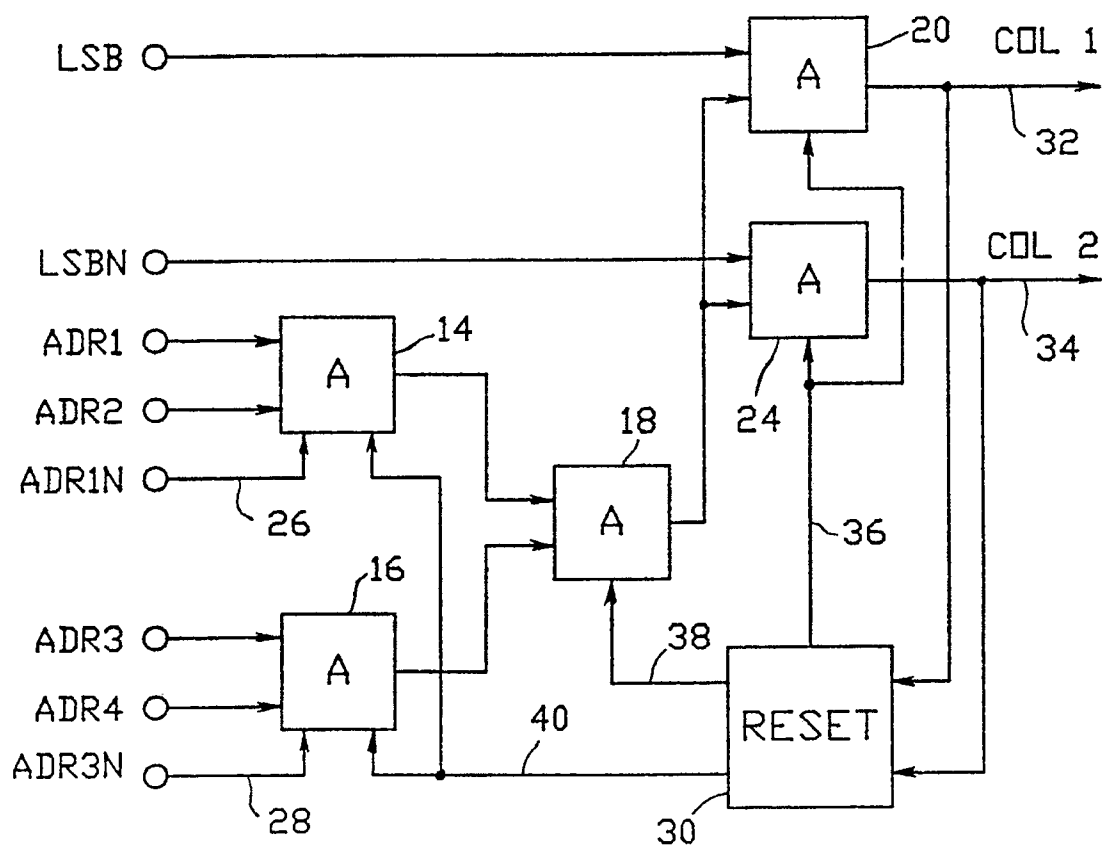 20
COL 1
LSB
A
32
LSBN
COL 2
A
ADR1
14
34
A
ADR2
24
18
ADR1N
26
A
36
16
ADR3
38
A
ADR4
40
RESET
ADR3N
28
30